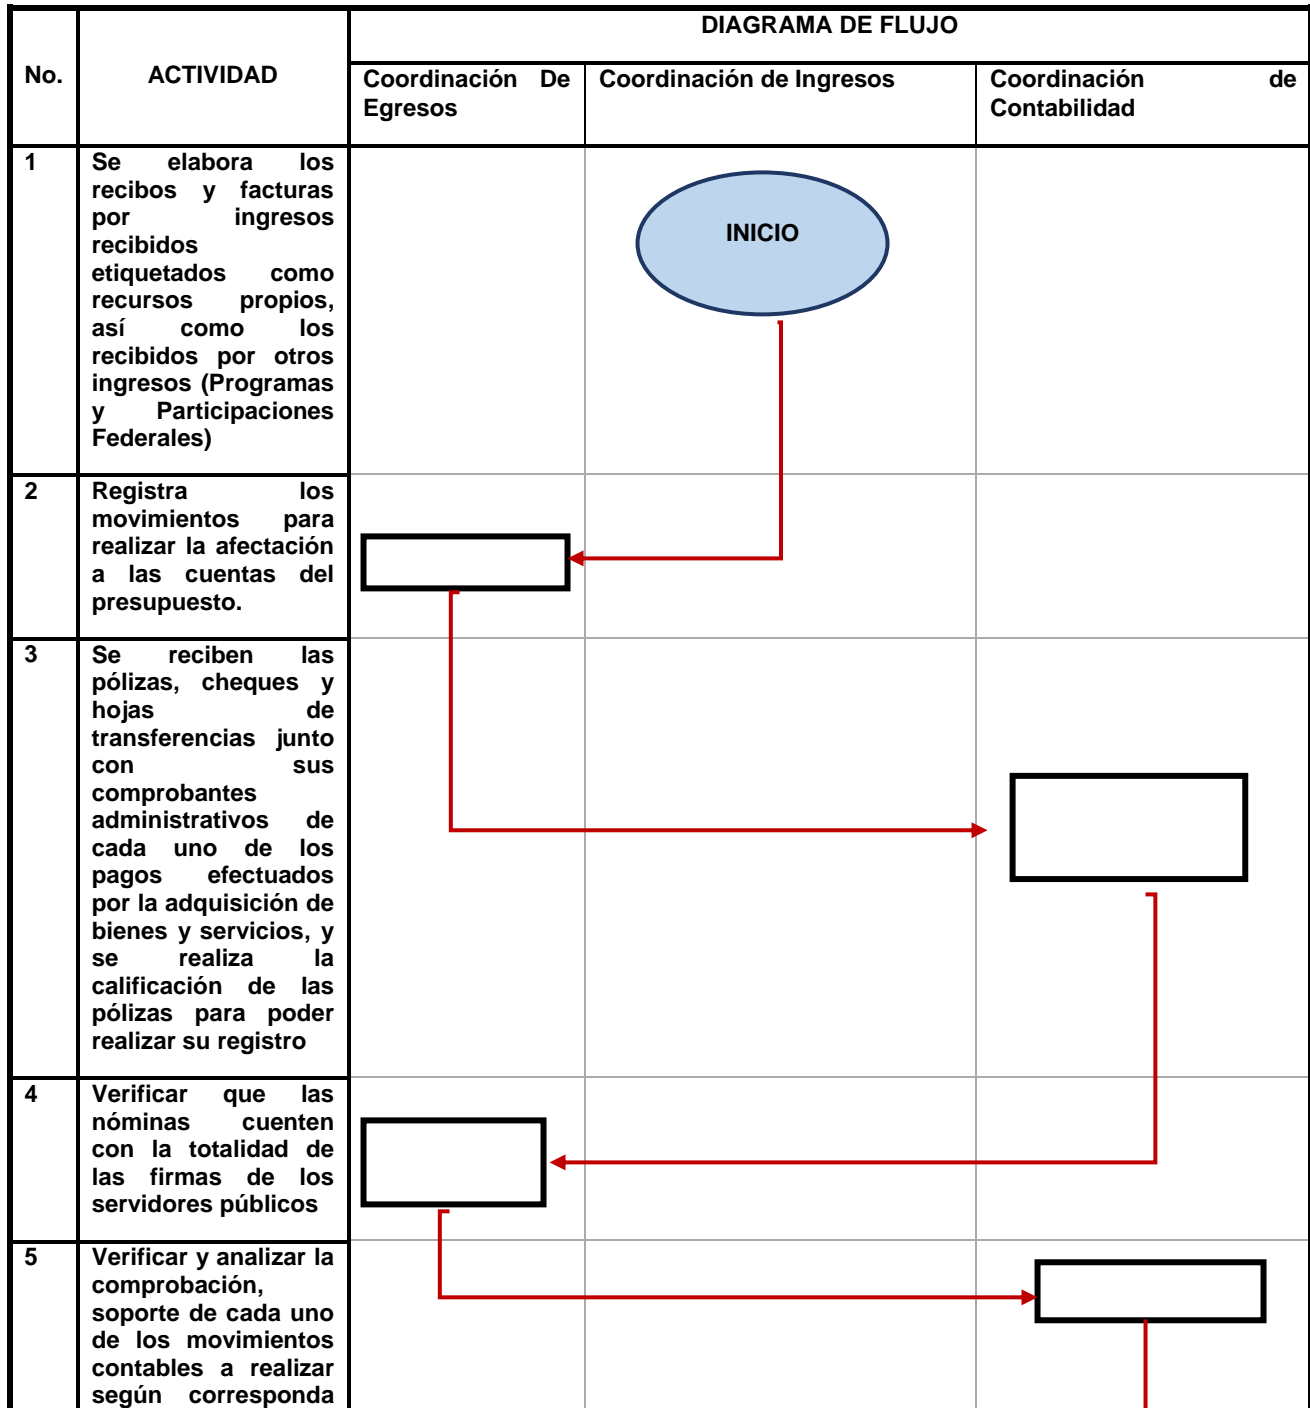 DIAGRAMA DE FLUJO
No.
ACTIVIDAD
Coordinación De
Egresos
Coordinación de Ingresos
Coordinación de
Contabilidad
1
Se elabora los
recibos y facturas
por ingresos
recibidos
etiquetados como
recursos propios,
así como los
recibidos por otros
ingresos (Programas
y Participaciones
Federales)
INICIO
2
Registra los
movimientos para
realizar la afectación
a las cuentas del
presupuesto.
3
Se reciben las
pólizas, cheques y
hojas de
transferencias junto
con sus
comprobantes
administrativos de
cada uno de los
pagos efectuados
por la adquisición de
bienes y servicios, y
se realiza la
calificación de las
pólizas para poder
realizar su registro
4
Verificar que las
nóminas cuenten
con la totalidad de
las firmas de los
servidores públicos
5
Verificar y analizar la
comprobación,
soporte de cada uno
de los movimientos
contables a realizar
según corresponda